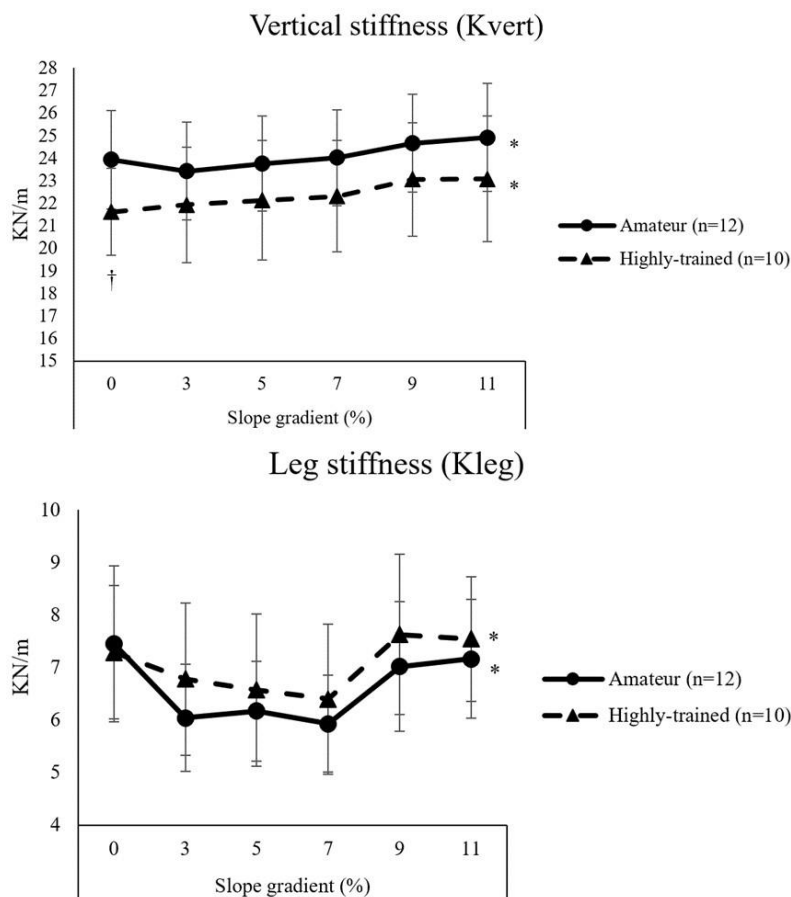 Vertical stiffness (Kvert)
28
27
26
25
24
23
22
21
20
19
18
17
16
15
KN/m
*
*
†
0 3 5 7 9 11
Slope gradient (%)
Amateur (n=12)
Highly-trained (n=10)
Leg stiffness (Kleg)
10
9
8
7
6
5
4
KN/m
*
*
0 3 5 7 9 11
Slope gradient (%)
Amateur (n=12)
Highly-trained (n=10)